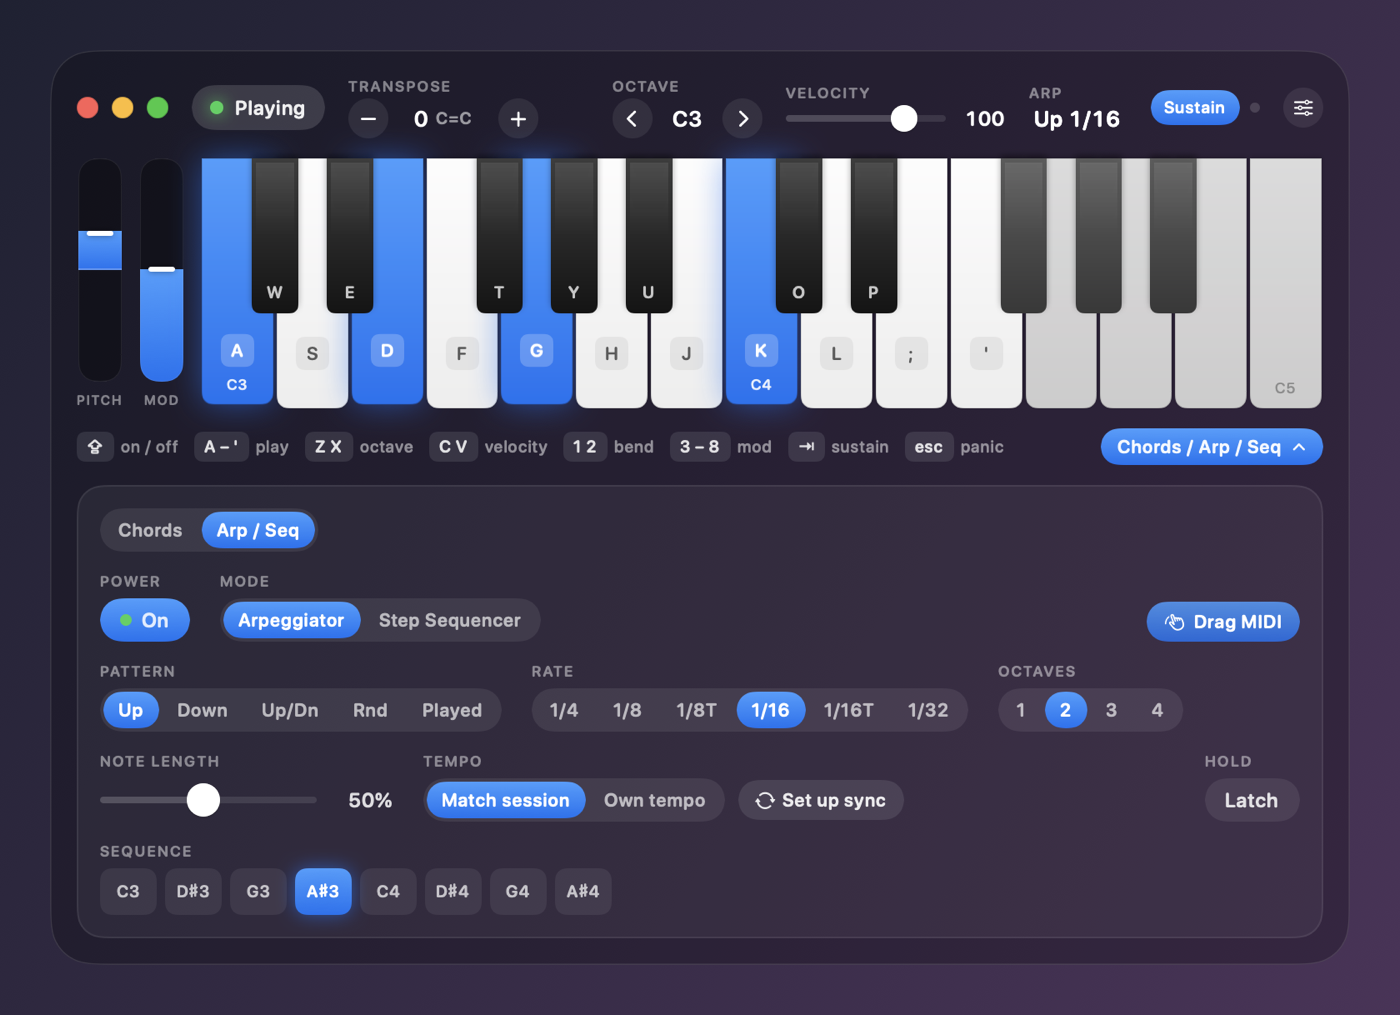 Playing
TRANSPOSE
0 C=C
OCTAVE
C3
VELOCITY
100
ARP
Up 1/16
Sustain
W E T Y U O P
A S D F G H J K L ; '
C3 C4 C5
PITCH MOD
on / off A – ' play Z X octave C V velocity 1 2 bend 3 – 8 mod sustain esc panic Chords / Arp / Seq
Chords Arp / Seq
POWER MODE
On Arpeggiator Step Sequencer Drag MIDI
PATTERN RATE OCTAVES
Up Down Up/Dn Rnd Played 1/4 1/8 1/8T 1/16 1/16T 1/32 1 2 3 4
NOTE LENGTH TEMPO HOLD
50% Match session Own tempo Set up sync Latch
SEQUENCE
C3 D#3 G3 A#3 C4 D#4 G4 A#4